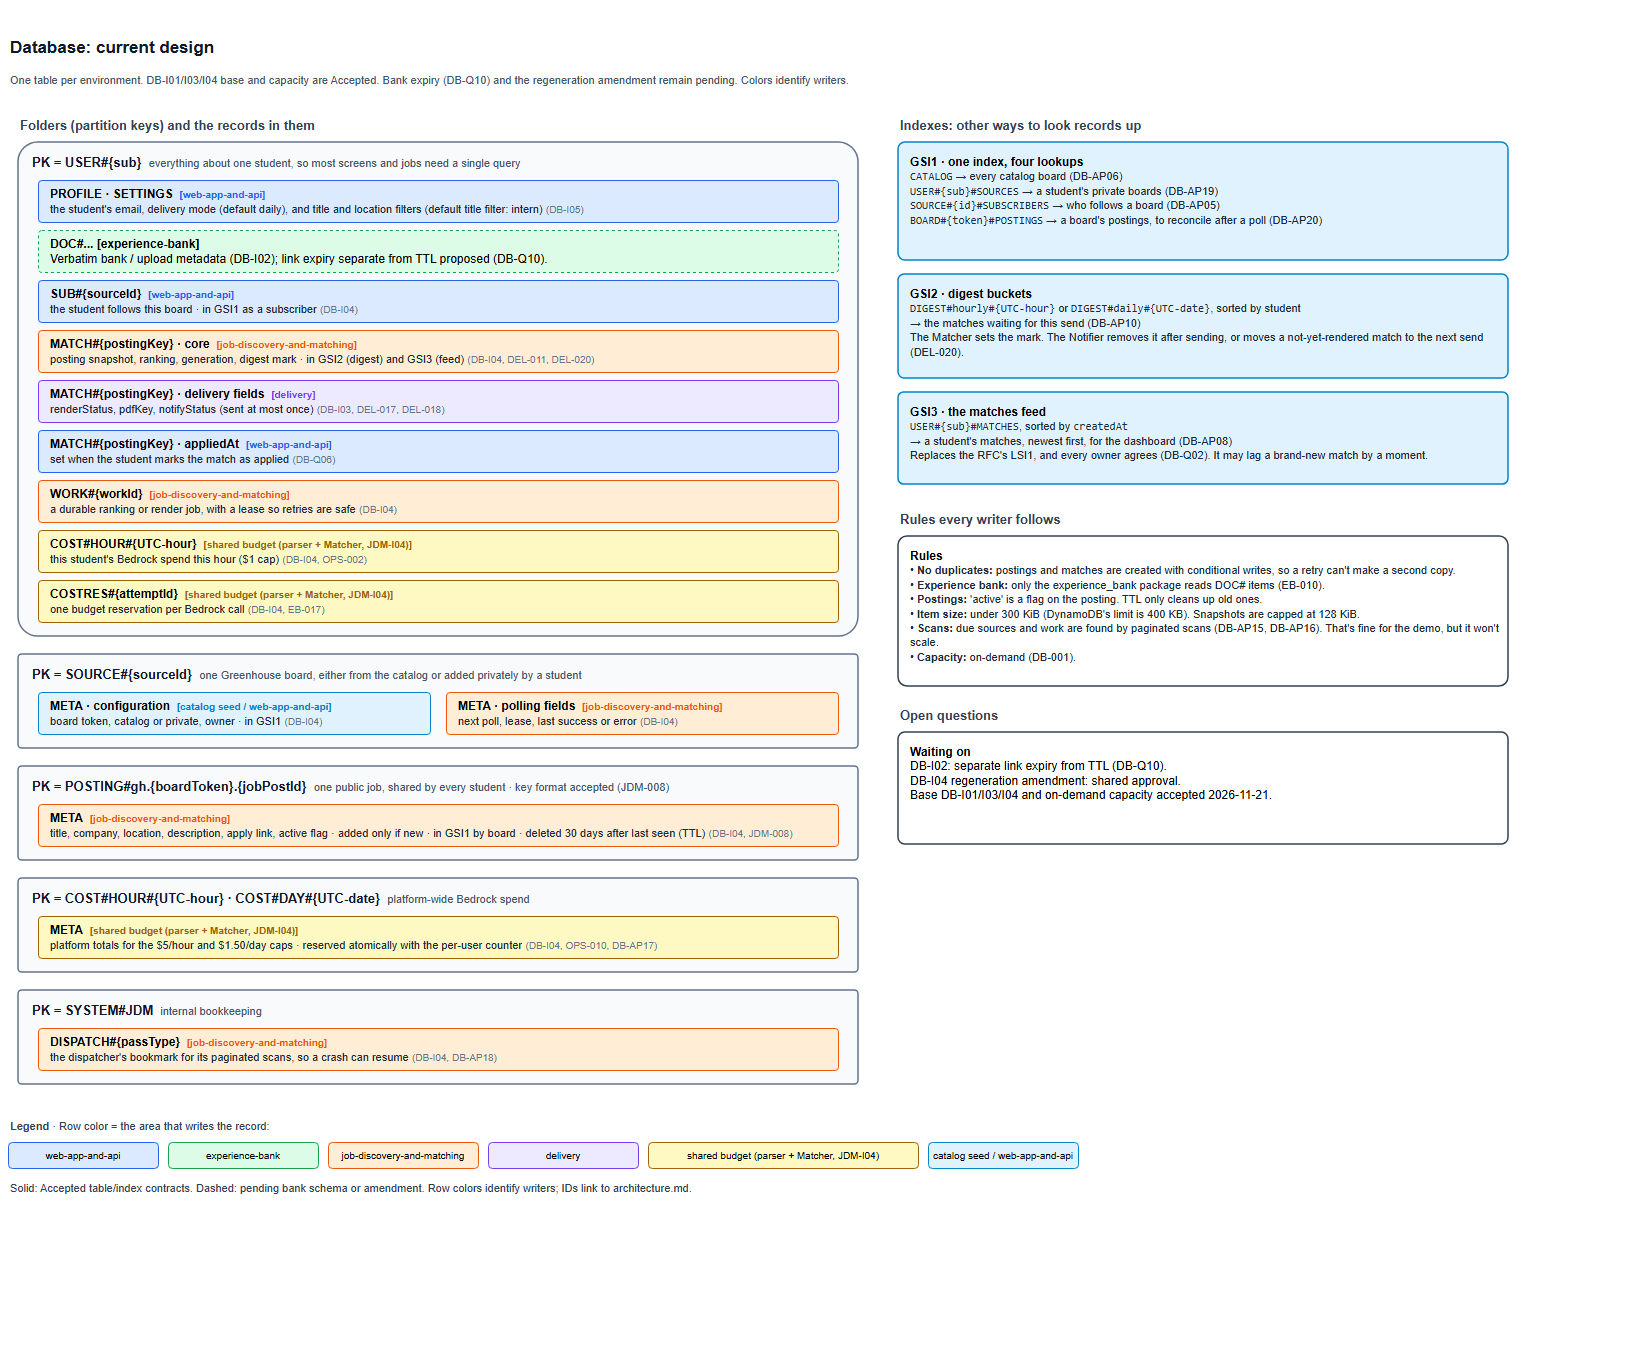 Database: current design
One table per environment. DB-I01/I03/I04 base and capacity are Accepted. Bank expiry (DB-Q10) and the regeneration amendment remain pending. Colors identify writers.
Folders (partition keys) and the records in them
PK = USER#{sub} everything about one student, so most screens and jobs need a single query
PROFILE · SETTINGS [web-app-and-api]
the student's email, delivery mode (default daily), and title and location filters (default title filter: intern) (DB-I05)
DOC#... [experience-bank]
Verbatim bank / upload metadata (DB-I02); link expiry separate from TTL proposed (DB-Q10).
SUB#{sourceId} [web-app-and-api]
the student follows this board · in GSI1 as a subscriber (DB-I04)
MATCH#{postingKey} · core [job-discovery-and-matching]
posting snapshot, ranking, generation, digest mark · in GSI2 (digest) and GSI3 (feed) (DB-I04, DEL-011, DEL-020)
MATCH#{postingKey} · delivery fields [delivery]
renderStatus, pdfKey, notifyStatus (sent at most once) (DB-I03, DEL-017, DEL-018)
MATCH#{postingKey} · appliedAt [web-app-and-api]
set when the student marks the match as applied (DB-Q06)
WORK#{workId} [job-discovery-and-matching]
a durable ranking or render job, with a lease so retries are safe (DB-I04)
COST#HOUR#{UTC-hour} [shared budget (parser + Matcher, JDM-I04)]
this student's Bedrock spend this hour ($1 cap) (DB-I04, OPS-002)
COSTRES#{attemptId} [shared budget (parser + Matcher, JDM-I04)]
one budget reservation per Bedrock call (DB-I04, EB-017)
PK = SOURCE#{sourceId} one Greenhouse board, either from the catalog or added privately by a student
META · configuration [catalog seed / web-app-and-api]
board token, catalog or private, owner · in GSI1 (DB-I04)
META · polling fields [job-discovery-and-matching]
next poll, lease, last success or error (DB-I04)
PK = POSTING#gh.{boardToken}.{jobPostId} one public job, shared by every student · key format accepted (JDM-008)
META [job-discovery-and-matching]
title, company, location, description, apply link, active flag · added only if new · in GSI1 by board · deleted 30 days after last seen (TTL) (DB-I04, JDM-008)
PK = COST#HOUR#{UTC-hour} · COST#DAY#{UTC-date} platform-wide Bedrock spend
META [shared budget (parser + Matcher, JDM-I04)]
platform totals for the $5/hour and $1.50/day caps · reserved atomically with the per-user counter (DB-I04, OPS-010, DB-AP17)
PK = SYSTEM#JDM internal bookkeeping
DISPATCH#{passType} [job-discovery-and-matching]
the dispatcher's bookmark for its paginated scans, so a crash can resume (DB-I04, DB-AP18)
Indexes: other ways to look records up
GSI1 · one index, four lookups
CATALOG → every catalog board (DB-AP06)
USER#{sub}#SOURCES → a student's private boards (DB-AP19)
SOURCE#{id}#SUBSCRIBERS → who follows a board (DB-AP05)
BOARD#{token}#POSTINGS → a board's postings, to reconcile after a poll (DB-AP20)
GSI2 · digest buckets
DIGEST#hourly#{UTC-hour} or DIGEST#daily#{UTC-date}, sorted by student
→ the matches waiting for this send (DB-AP10)
The Matcher sets the mark. The Notifier removes it after sending, or moves a not-yet-rendered match to the next send
(DEL-020).
GSI3 · the matches feed
USER#{sub}#MATCHES, sorted by createdAt
→ a student's matches, newest first, for the dashboard (DB-AP08)
Replaces the RFC's LSI1, and every owner agrees (DB-Q02). It may lag a brand-new match by a moment.
Rules every writer follows
Rules
• No duplicates: postings and matches are created with conditional writes, so a retry can't make a second copy.
• Experience bank: only the experience_bank package reads DOC# items (EB-010).
• Postings: 'active' is a flag on the posting. TTL only cleans up old ones.
• Item size: under 300 KiB (DynamoDB's limit is 400 KB). Snapshots are capped at 128 KiB.
• Scans: due sources and work are found by paginated scans (DB-AP15, DB-AP16). That's fine for the demo, but it won't
scale.
• Capacity: on-demand (DB-001).
Open questions
Waiting on
DB-I02: separate link expiry from TTL (DB-Q10).
DB-I04 regeneration amendment: shared approval.
Base DB-I01/I03/I04 and on-demand capacity accepted 2026-11-21.
Legend · Row color = the area that writes the record:
web-app-and-api
experience-bank
job-discovery-and-matching
delivery
shared budget (parser + Matcher, JDM-I04)
catalog seed / web-app-and-api
Solid: Accepted table/index contracts. Dashed: pending bank schema or amendment. Row colors identify writers; IDs link to architecture.md.